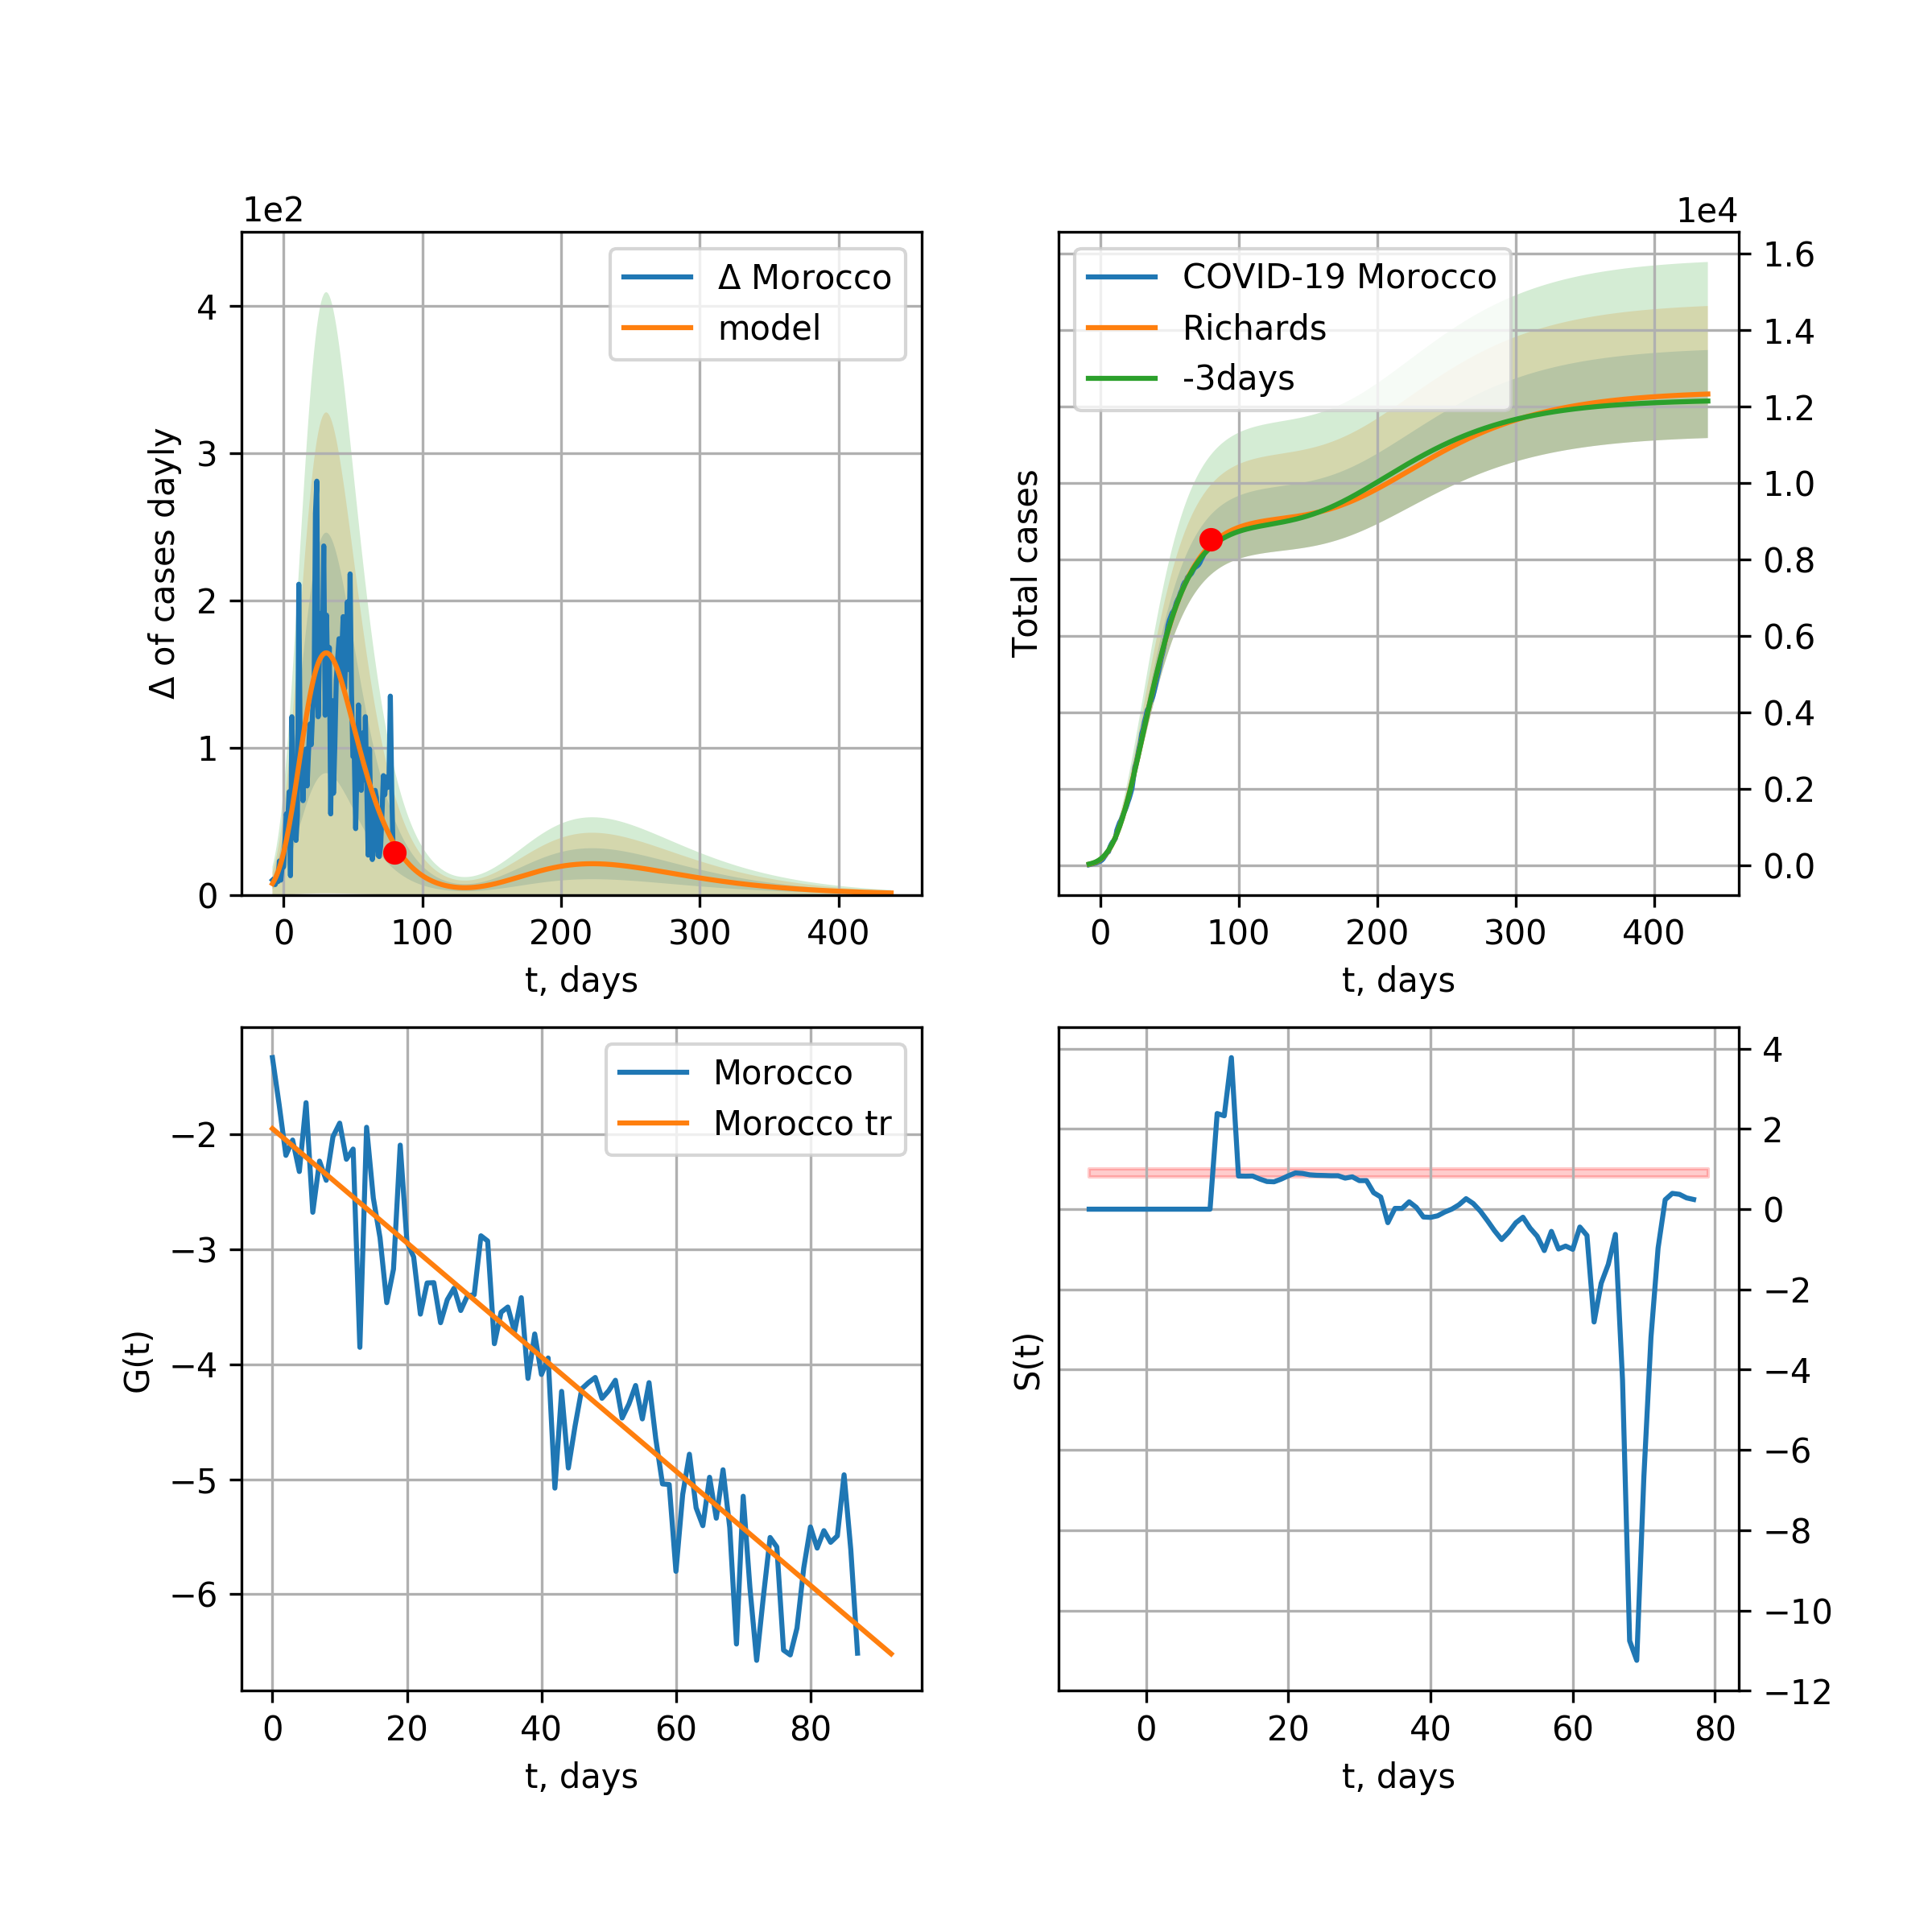 1e2
Δ Morocco
model
4
3
2
1
0
Δ of cases dayly
0 100 200 300 400
t, days
1e4
COVID-19 Morocco
Richards
-3days
1.6
1.4
1.2
1.0
0.8
0.6
0.4
0.2
0.0
Total cases
0 100 200 300 400
t, days
Morocco
Morocco tr
−2
−3
−4
−5
−6
G(t)
0 20 40 60 80
t, days
4
2
0
−2
−4
−6
−8
−10
−12
S(t)
0 20 40 60 80
t, days